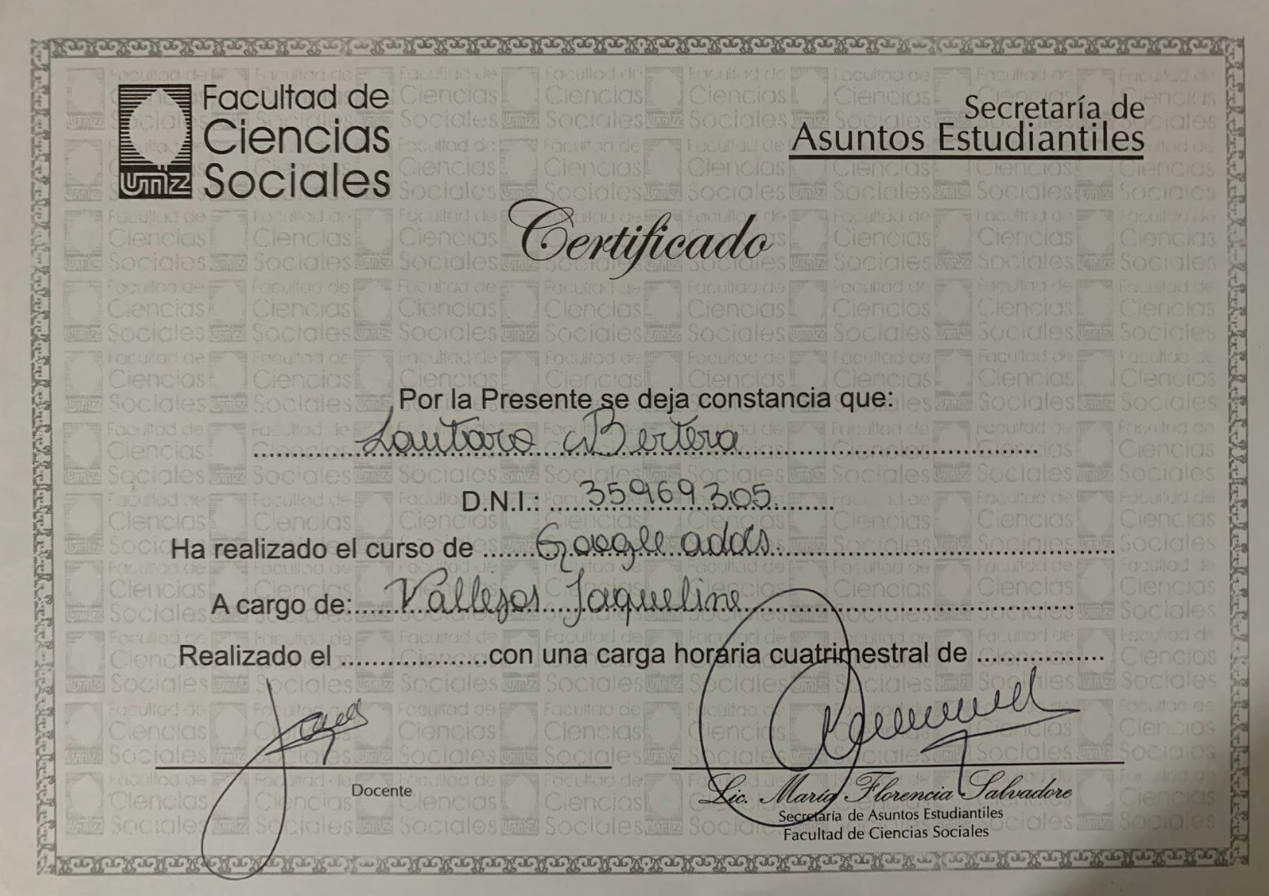 Facultad de
Ciencias
Sociales
UNLZ
Secretaría de
Asuntos Estudiantiles
Certificado
Por la Presente se deja constancia que:
Lautaro Bertera
D.N.I.: 35969305
Ha realizado el curso de Google adds
A cargo de: Vallejos Jaqueline
Realizado el ..................con una carga horaria cuatrimestral de ................
Docente
Lic. María Florencia Salvadore
Secretaría de Asuntos Estudiantiles
Facultad de Ciencias Sociales